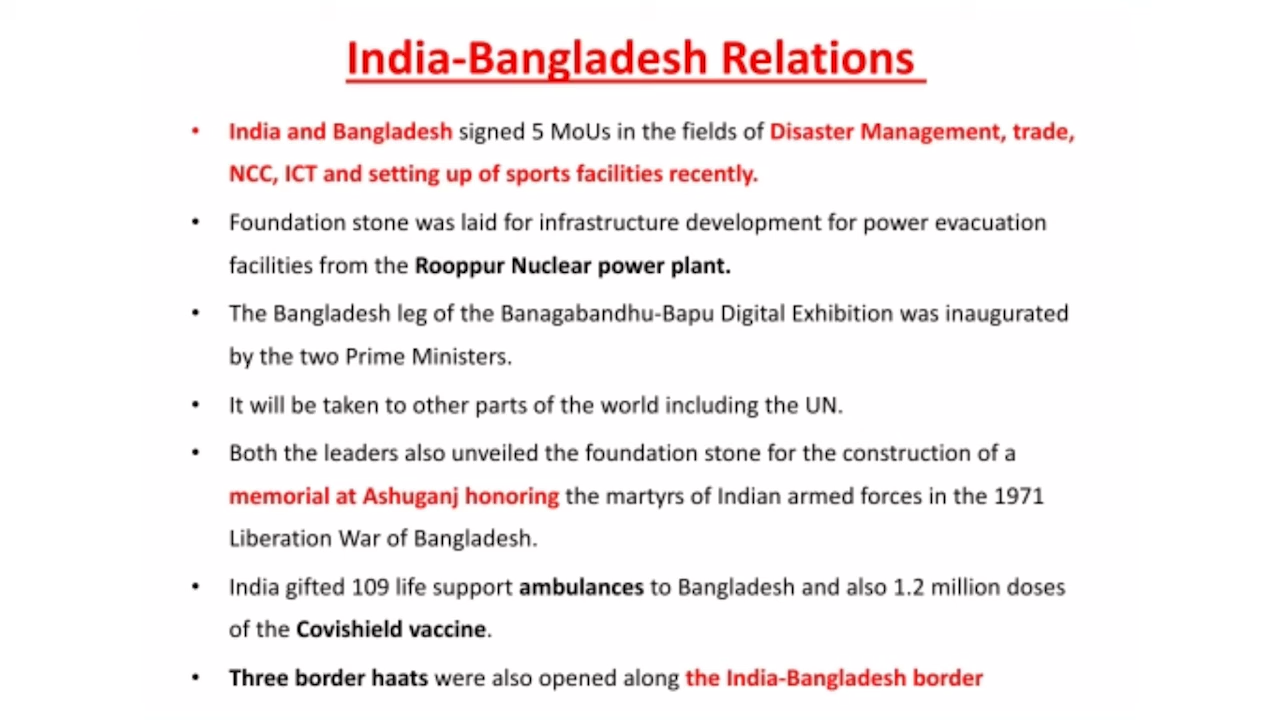 India-Bangladesh Relations
• India and Bangladesh signed 5 MoUs in the fields of Disaster Management, trade,
NCC, ICT and setting up of sports facilities recently.
• Foundation stone was laid for infrastructure development for power evacuation
facilities from the Rooppur Nuclear power plant.
• The Bangladesh leg of the Banagabandhu-Bapu Digital Exhibition was inaugurated
by the two Prime Ministers.
• It will be taken to other parts of the world including the UN.
• Both the leaders also unveiled the foundation stone for the construction of a
memorial at Ashuganj honoring the martyrs of Indian armed forces in the 1971
Liberation War of Bangladesh.
• India gifted 109 life support ambulances to Bangladesh and also 1.2 million doses
of the Covishield vaccine.
• Three border haats were also opened along the India-Bangladesh border